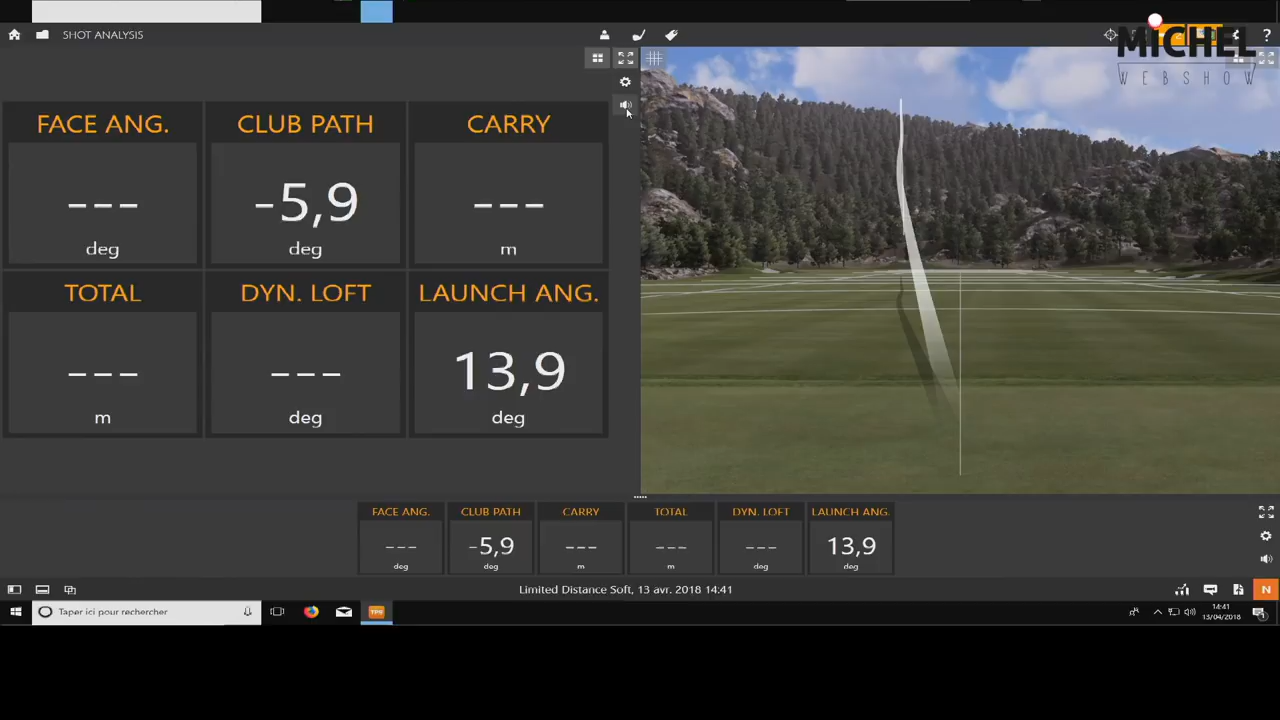 SHOT ANALYSIS
?
MICHEL
WEBSHOW
FACE ANG.
CLUB PATH
CARRY
---
-5,9
---
deg
deg
m
TOTAL
DYN. LOFT
LAUNCH ANG.
---
---
13,9
m
deg
deg
FACE ANG.
CLUB PATH
CARRY
TOTAL
DYN. LOFT
LAUNCH ANG.
---
-5,9
---
---
---
13,9
deg
deg
m
m
deg
deg
Limited Distance Soft, 13 avr. 2018 14:41
N
Taper ici pour rechercher
TPS
14:41
13/04/2018